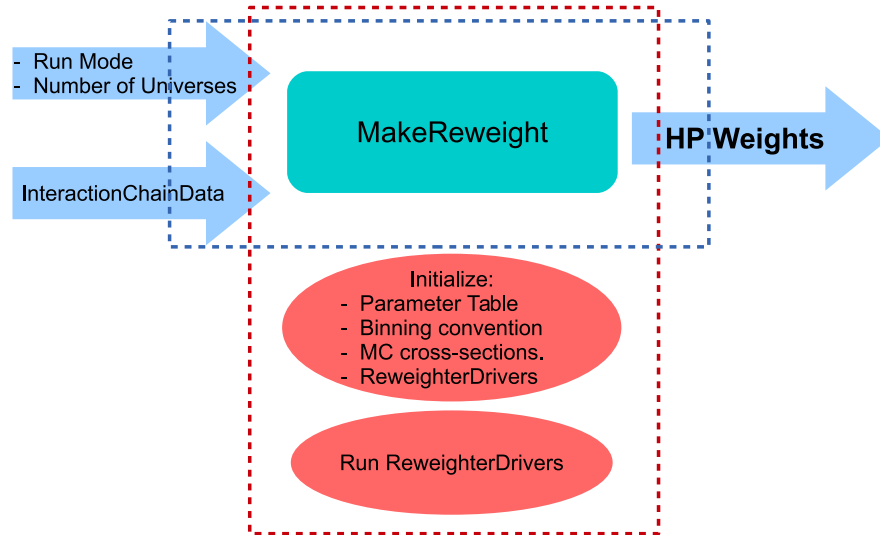 - Run Mode
- Number of Universes
InteractionChainData
MakeReweight
HP Weights
Initialize:
- Parameter Table
- Binning convention
- MC cross-sections.
- ReweighterDrivers
Run ReweighterDrivers